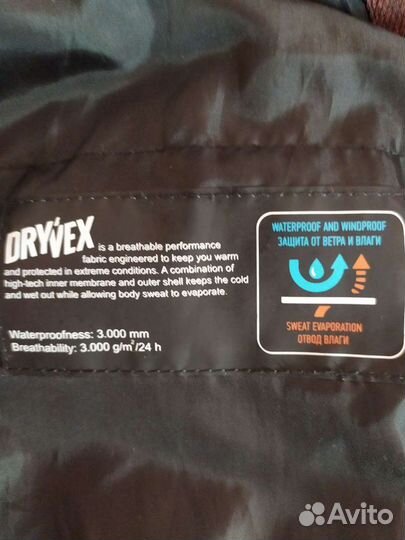 DRYVEX is a breathable performance
fabric engineered to keep you warm
and protected in extreme conditions. A combination of
high-tech inner membrane and outer shell keeps the cold
and wet out while allowing body sweat to evaporate.
Waterproofness: 3.000 mm
Breathability: 3.000 g/m²/24 h
WATERPROOF AND WINDPROOF
ЗАЩИТА ОТ ВЕТРА И ВЛАГИ
SWEAT EVAPORATION
ОТВОД ВЛАГИ
Avito